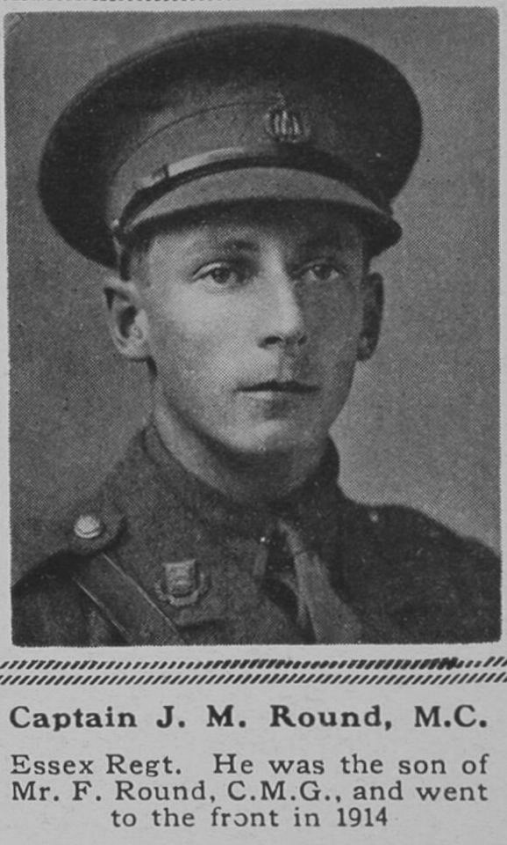 Captain J. M. Round, M.C.
Essex Regt. He was the son of
Mr. F. Round, C.M.G., and went
to the front in 1914